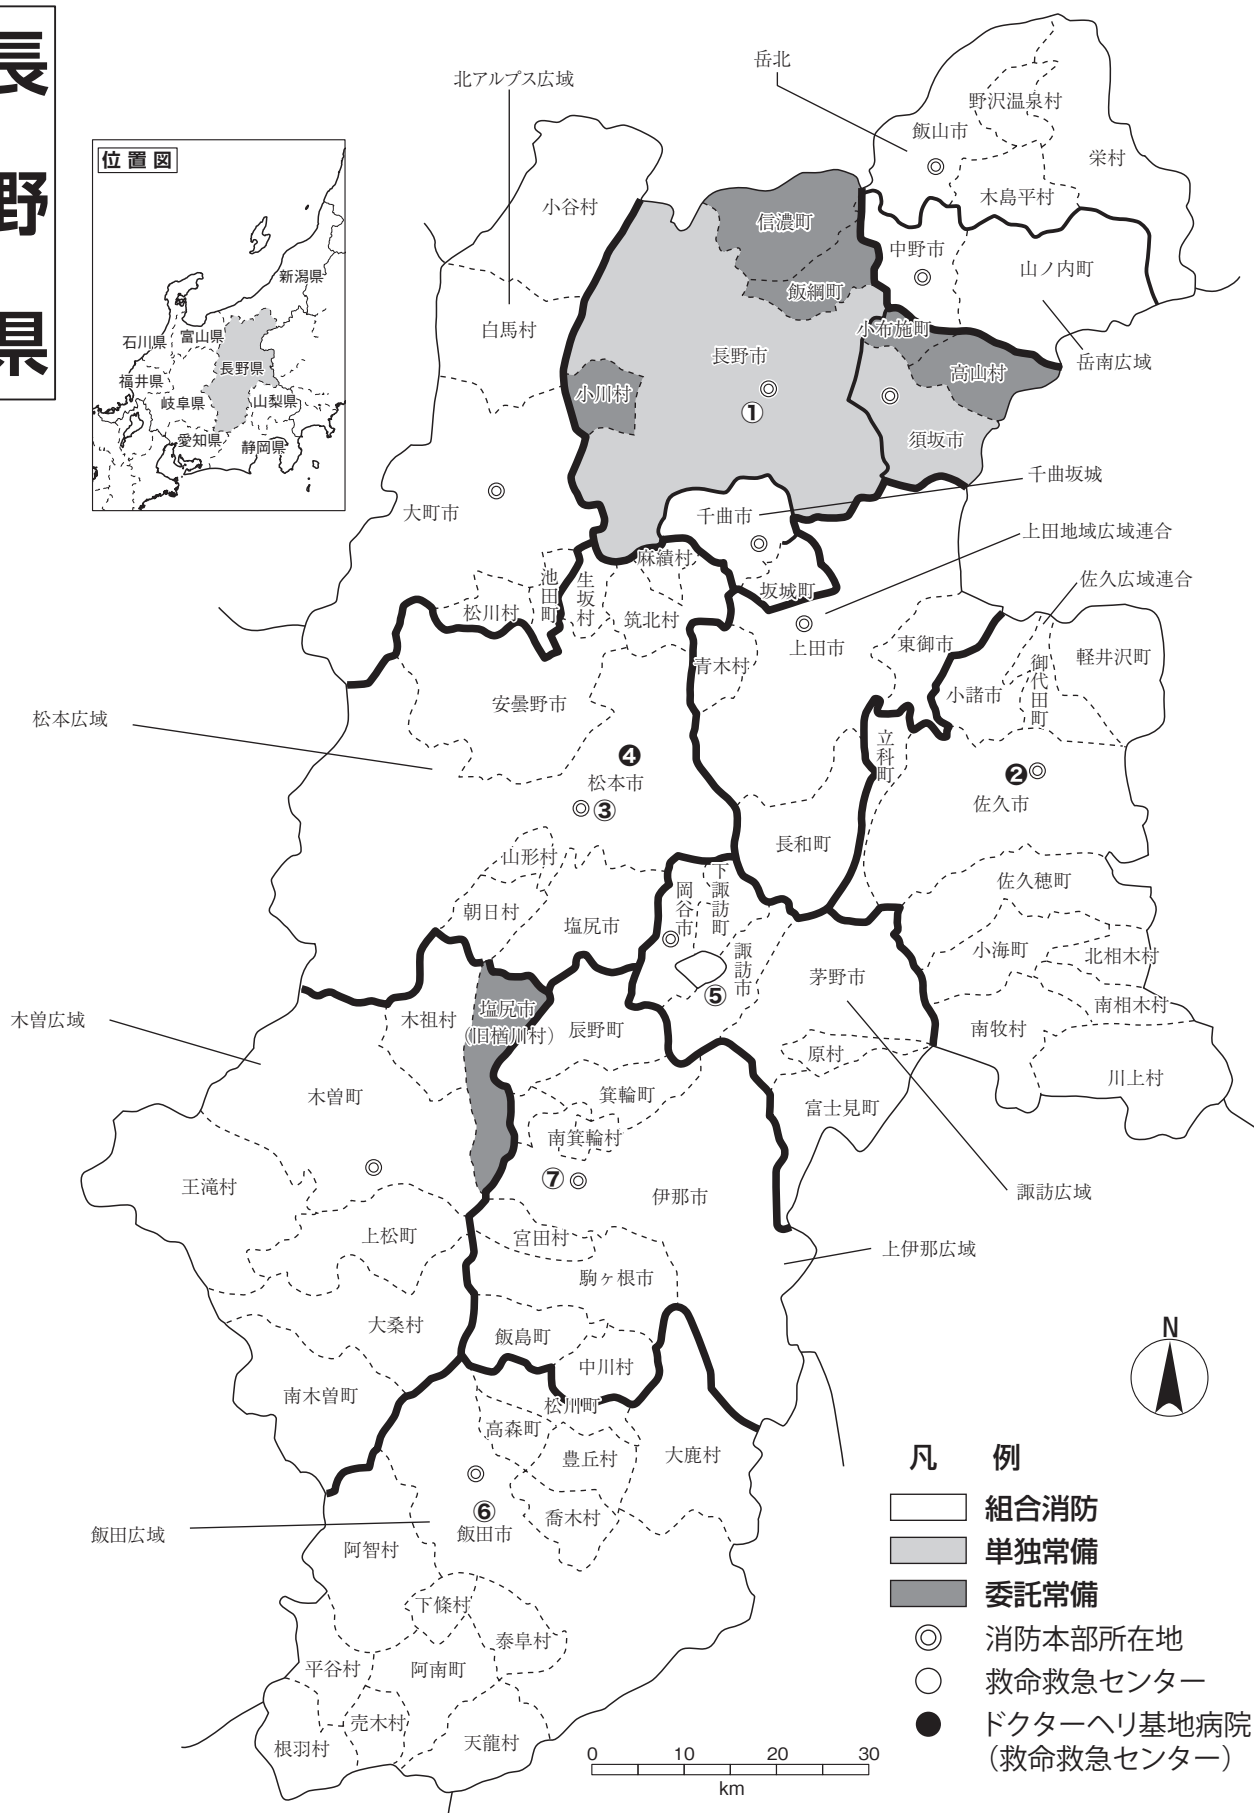 長野県
位置図
新潟県
富山県
石川県
長野県
福井県
岐阜県
山梨県
愛知県
静岡県
北アルプス広域
岳北
野沢温泉村
飯山市
栄村
木島平村
小谷村
信濃町
中野市
山ノ内町
飯綱町
小布施町
白馬村
長野市
岳南広域
高山村
小川村
①
須坂市
千曲坂城
大町市
千曲市
上田地域広域連合
麻績村
佐久広域連合
池田町
生坂村
坂城町
松川村
筑北村
上田市
東御市
青木村
御代田町
軽井沢町
小諸市
安曇野市
松本広域
立科町
❹
松本市
③
❷
佐久市
長和町
山形村
下諏訪町
岡谷市
佐久穂町
朝日村
塩尻市
諏訪市
小海町
北相木村
茅野市
⑤
南相木村
木曽広域
木祖村
塩尻市
(旧楢川村)
辰野町
南牧村
原村
川上村
木曽町
箕輪町
富士見町
南箕輪村
⑦
王滝村
伊那市
諏訪広域
上松町
宮田村
上伊那広域
駒ヶ根市
大桑村
飯島町
中川村
南木曽町
松川町
高森町
豊丘村
大鹿村
⑥
喬木村
飯田広域
飯田市
阿智村
下條村
泰阜村
平谷村
阿南町
売木村
根羽村
天龍村
N
凡 例
組合消防
単独常備
委託常備
消防本部所在地
救命救急センター
ドクターヘリ基地病院
（救命救急センター）
0 10 20 30
km